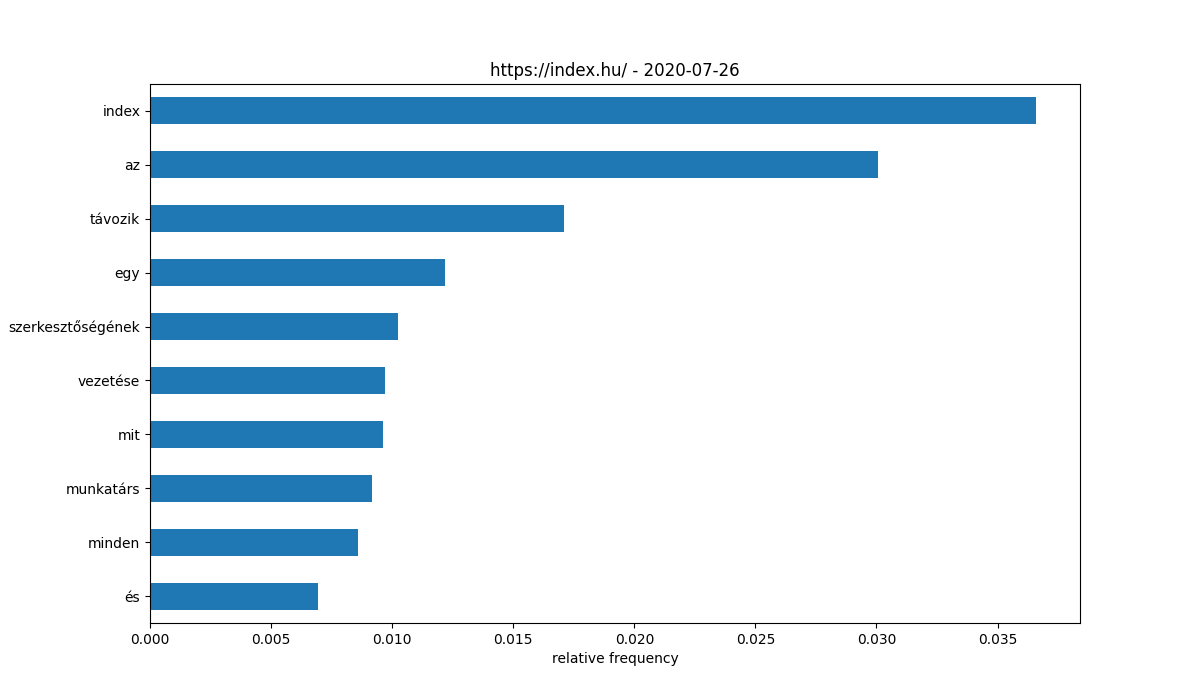 https://index.hu/ - 2020-07-26
index
az
távozik
egy
szerkesztőségének
vezetése
mit
munkatárs
minden
és
0.000 0.005 0.010 0.015 0.020 0.025 0.030 0.035
relative frequency